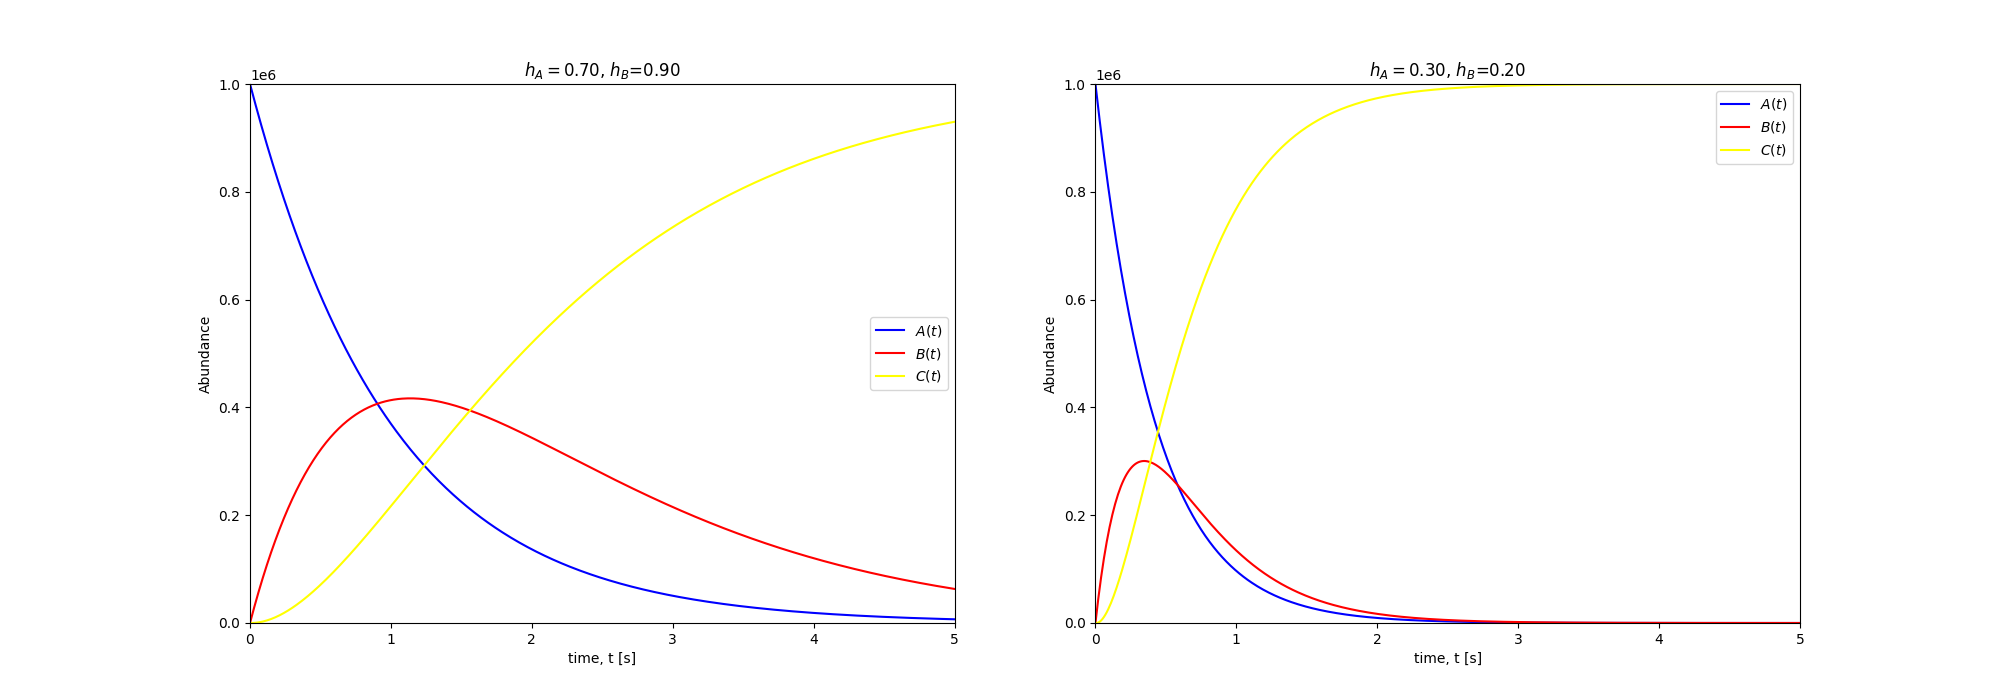 h_A = 0.70, h_B=0.90
1e6
1.0
0.8
0.6
0.4
0.2
0.0
Abundance
A(t)
B(t)
C(t)
0 1 2 3 4 5
time, t [s]
h_A = 0.30, h_B=0.20
1e6
1.0
0.8
0.6
0.4
0.2
0.0
Abundance
A(t)
B(t)
C(t)
0 1 2 3 4 5
time, t [s]